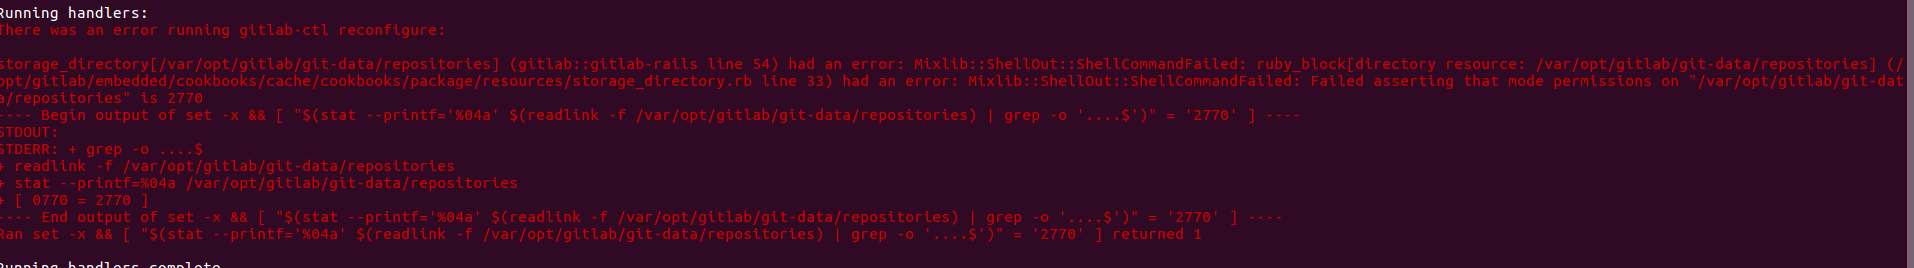 Running handlers:
There was an error running gitlab-ctl reconfigure:
storage_directory[/var/opt/gitlab/git-data/repositories] (gitlab::gitlab-rails line 54) had an error: Mixlib::ShellOut::ShellCommandFailed: ruby_block[directory resource: /var/opt/gitlab/git-data/repositories] (/
opt/gitlab/embedded/cookbooks/cache/cookbooks/package/resources/storage_directory.rb line 33) had an error: Mixlib::ShellOut::ShellCommandFailed: Failed asserting that mode permissions on "/var/opt/gitlab/git-dat
a/repositories" is 2770
---- Begin output of set -x && [ "$(stat --printf='%04a' $(readlink -f /var/opt/gitlab/git-data/repositories) | grep -o '....$')" = '2770' ] ----
STDOUT:
STDERR: + grep -o ....$
+ readlink -f /var/opt/gitlab/git-data/repositories
+ stat --printf=%04a /var/opt/gitlab/git-data/repositories
+ [ 0770 = 2770 ]
---- End output of set -x && [ "$(stat --printf='%04a' $(readlink -f /var/opt/gitlab/git-data/repositories) | grep -o '....$')" = '2770' ] ----
Ran set -x && [ "$(stat --printf='%04a' $(readlink -f /var/opt/gitlab/git-data/repositories) | grep -o '....$')" = '2770' ] returned 1
Running handlers complete